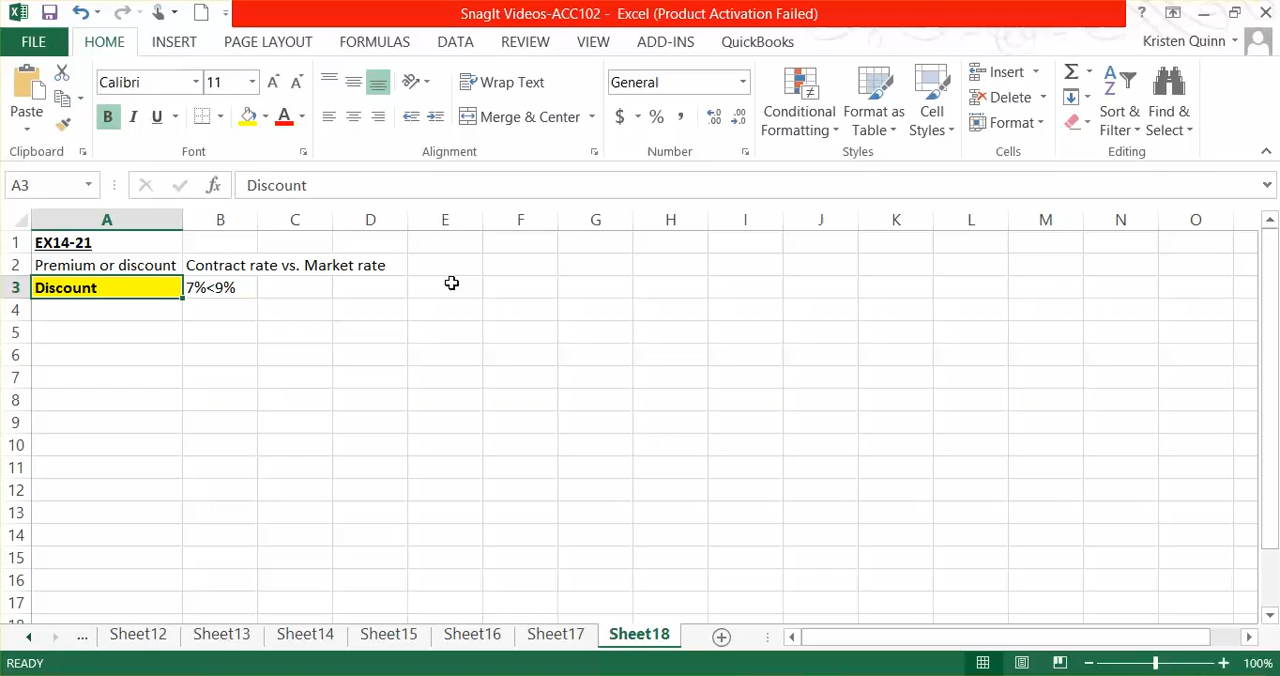 SnagIt Videos-ACC102 - Excel (Product Activation Failed)
FILE HOME INSERT PAGE LAYOUT FORMULAS DATA REVIEW VIEW ADD-INS QuickBooks Kristen Quinn
Paste
Calibri 11
B I U A
Wrap Text
Merge & Center
General
$ % ,
Conditional Formatting
Format as Table
Cell Styles
Insert
Delete
Format
Sort & Filter
Find & Select
Clipboard Font Alignment Number Styles Cells Editing
A3 fx Discount
A B C D E F G H I J K L M N O
1 EX14-21
2 Premium or discount Contract rate vs. Market rate
3 Discount 7%<9%
4
5
6
7
8
9
10
11
12
13
14
15
16
17
... Sheet12 Sheet13 Sheet14 Sheet15 Sheet16 Sheet17 Sheet18
READY 100%